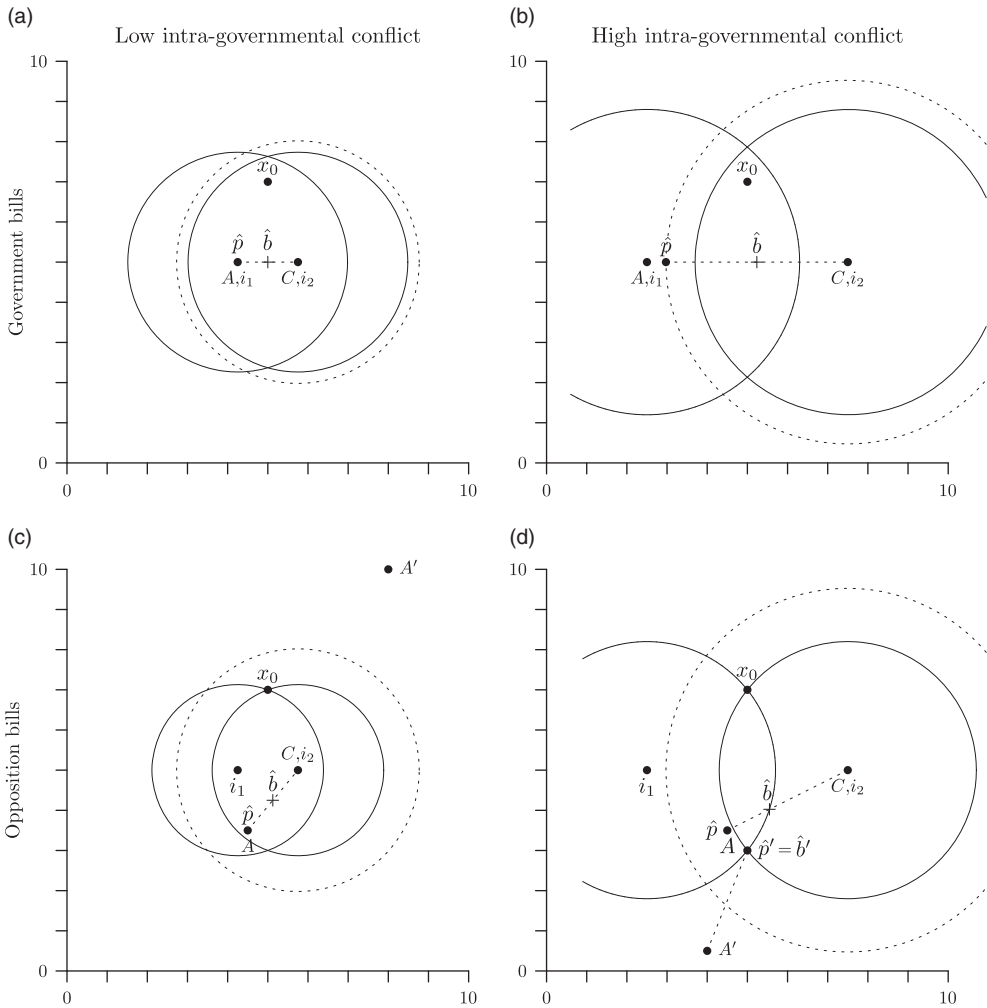 (a)
Low intra-governmental conflict
Government bills
10
x₀
p̂
b̂
A,i₁
C,i₂
0
0
10
(b)
High intra-governmental conflict
10
x₀
p̂
b̂
A,i₁
C,i₂
0
0
10
(c)
Opposition bills
10
A′
x₀
C,i₂
i₁
b̂
p̂
A
0
0
10
(d)
10
x₀
i₁
C,i₂
b̂
p̂
A
p̂′ = b̂′
A′
0
0
10